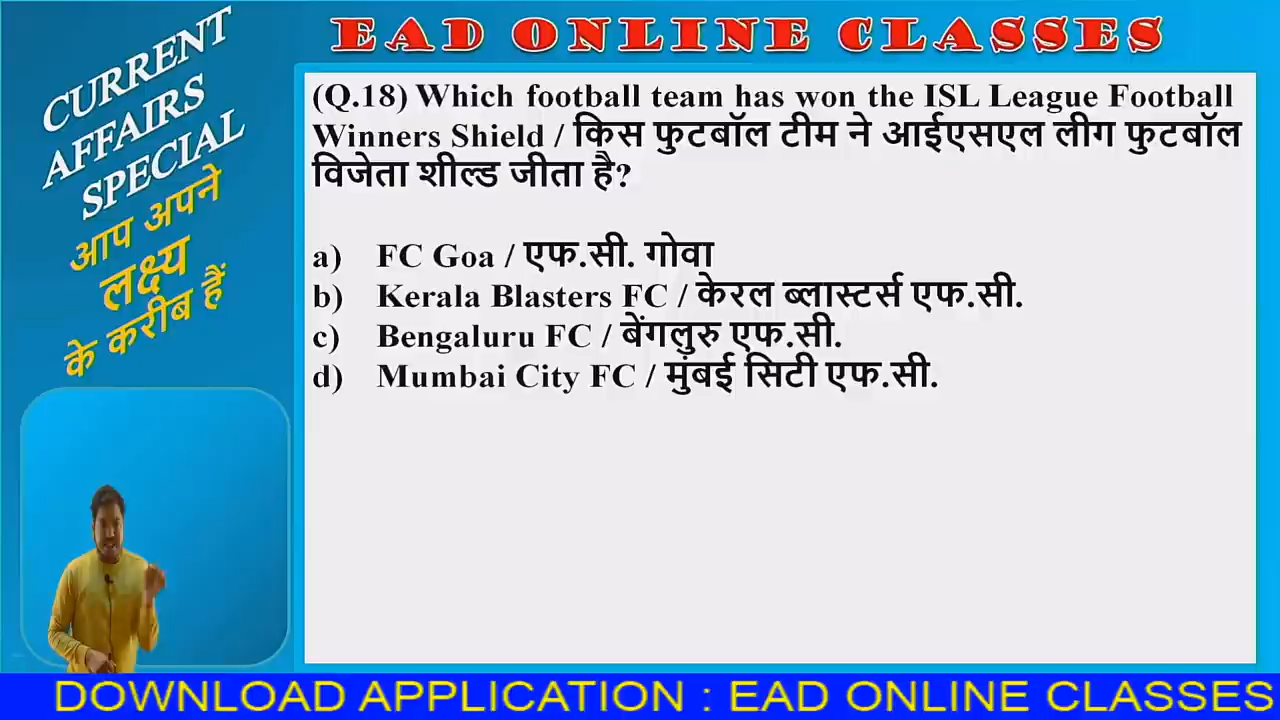 EAD ONLINE CLASSES
CURRENT
AFFAIRS
SPECIAL
आप अपने
लक्ष्य
के करीब हैं
(Q.18) Which football team has won the ISL League Football
Winners Shield / किस फुटबॉल टीम ने आईएसएल लीग फुटबॉल
विजेता शील्ड जीता है?
a) FC Goa / एफ.सी. गोवा
b) Kerala Blasters FC / केरल ब्लास्टर्स एफ.सी.
c) Bengaluru FC / बेंगलुरु एफ.सी.
d) Mumbai City FC / मुंबई सिटी एफ.सी.
DOWNLOAD APPLICATION : EAD ONLINE CLASSES